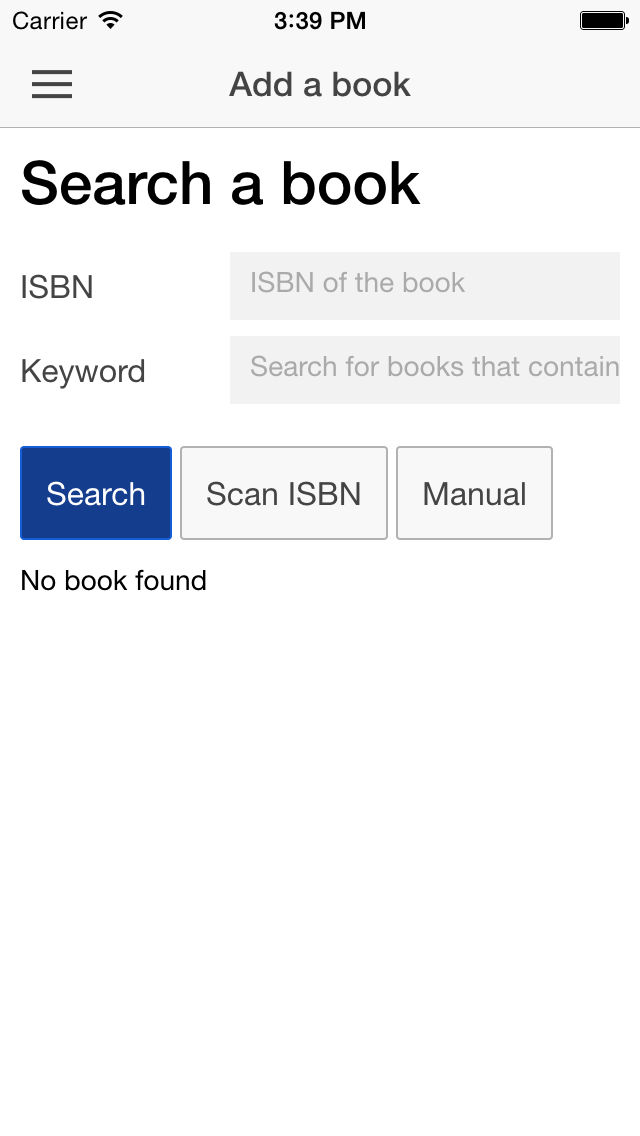 Carrier 3:39 PM
Add a book
Search a book
ISBN ISBN of the book
Keyword Search for books that contain
Search Scan ISBN Manual
No book found